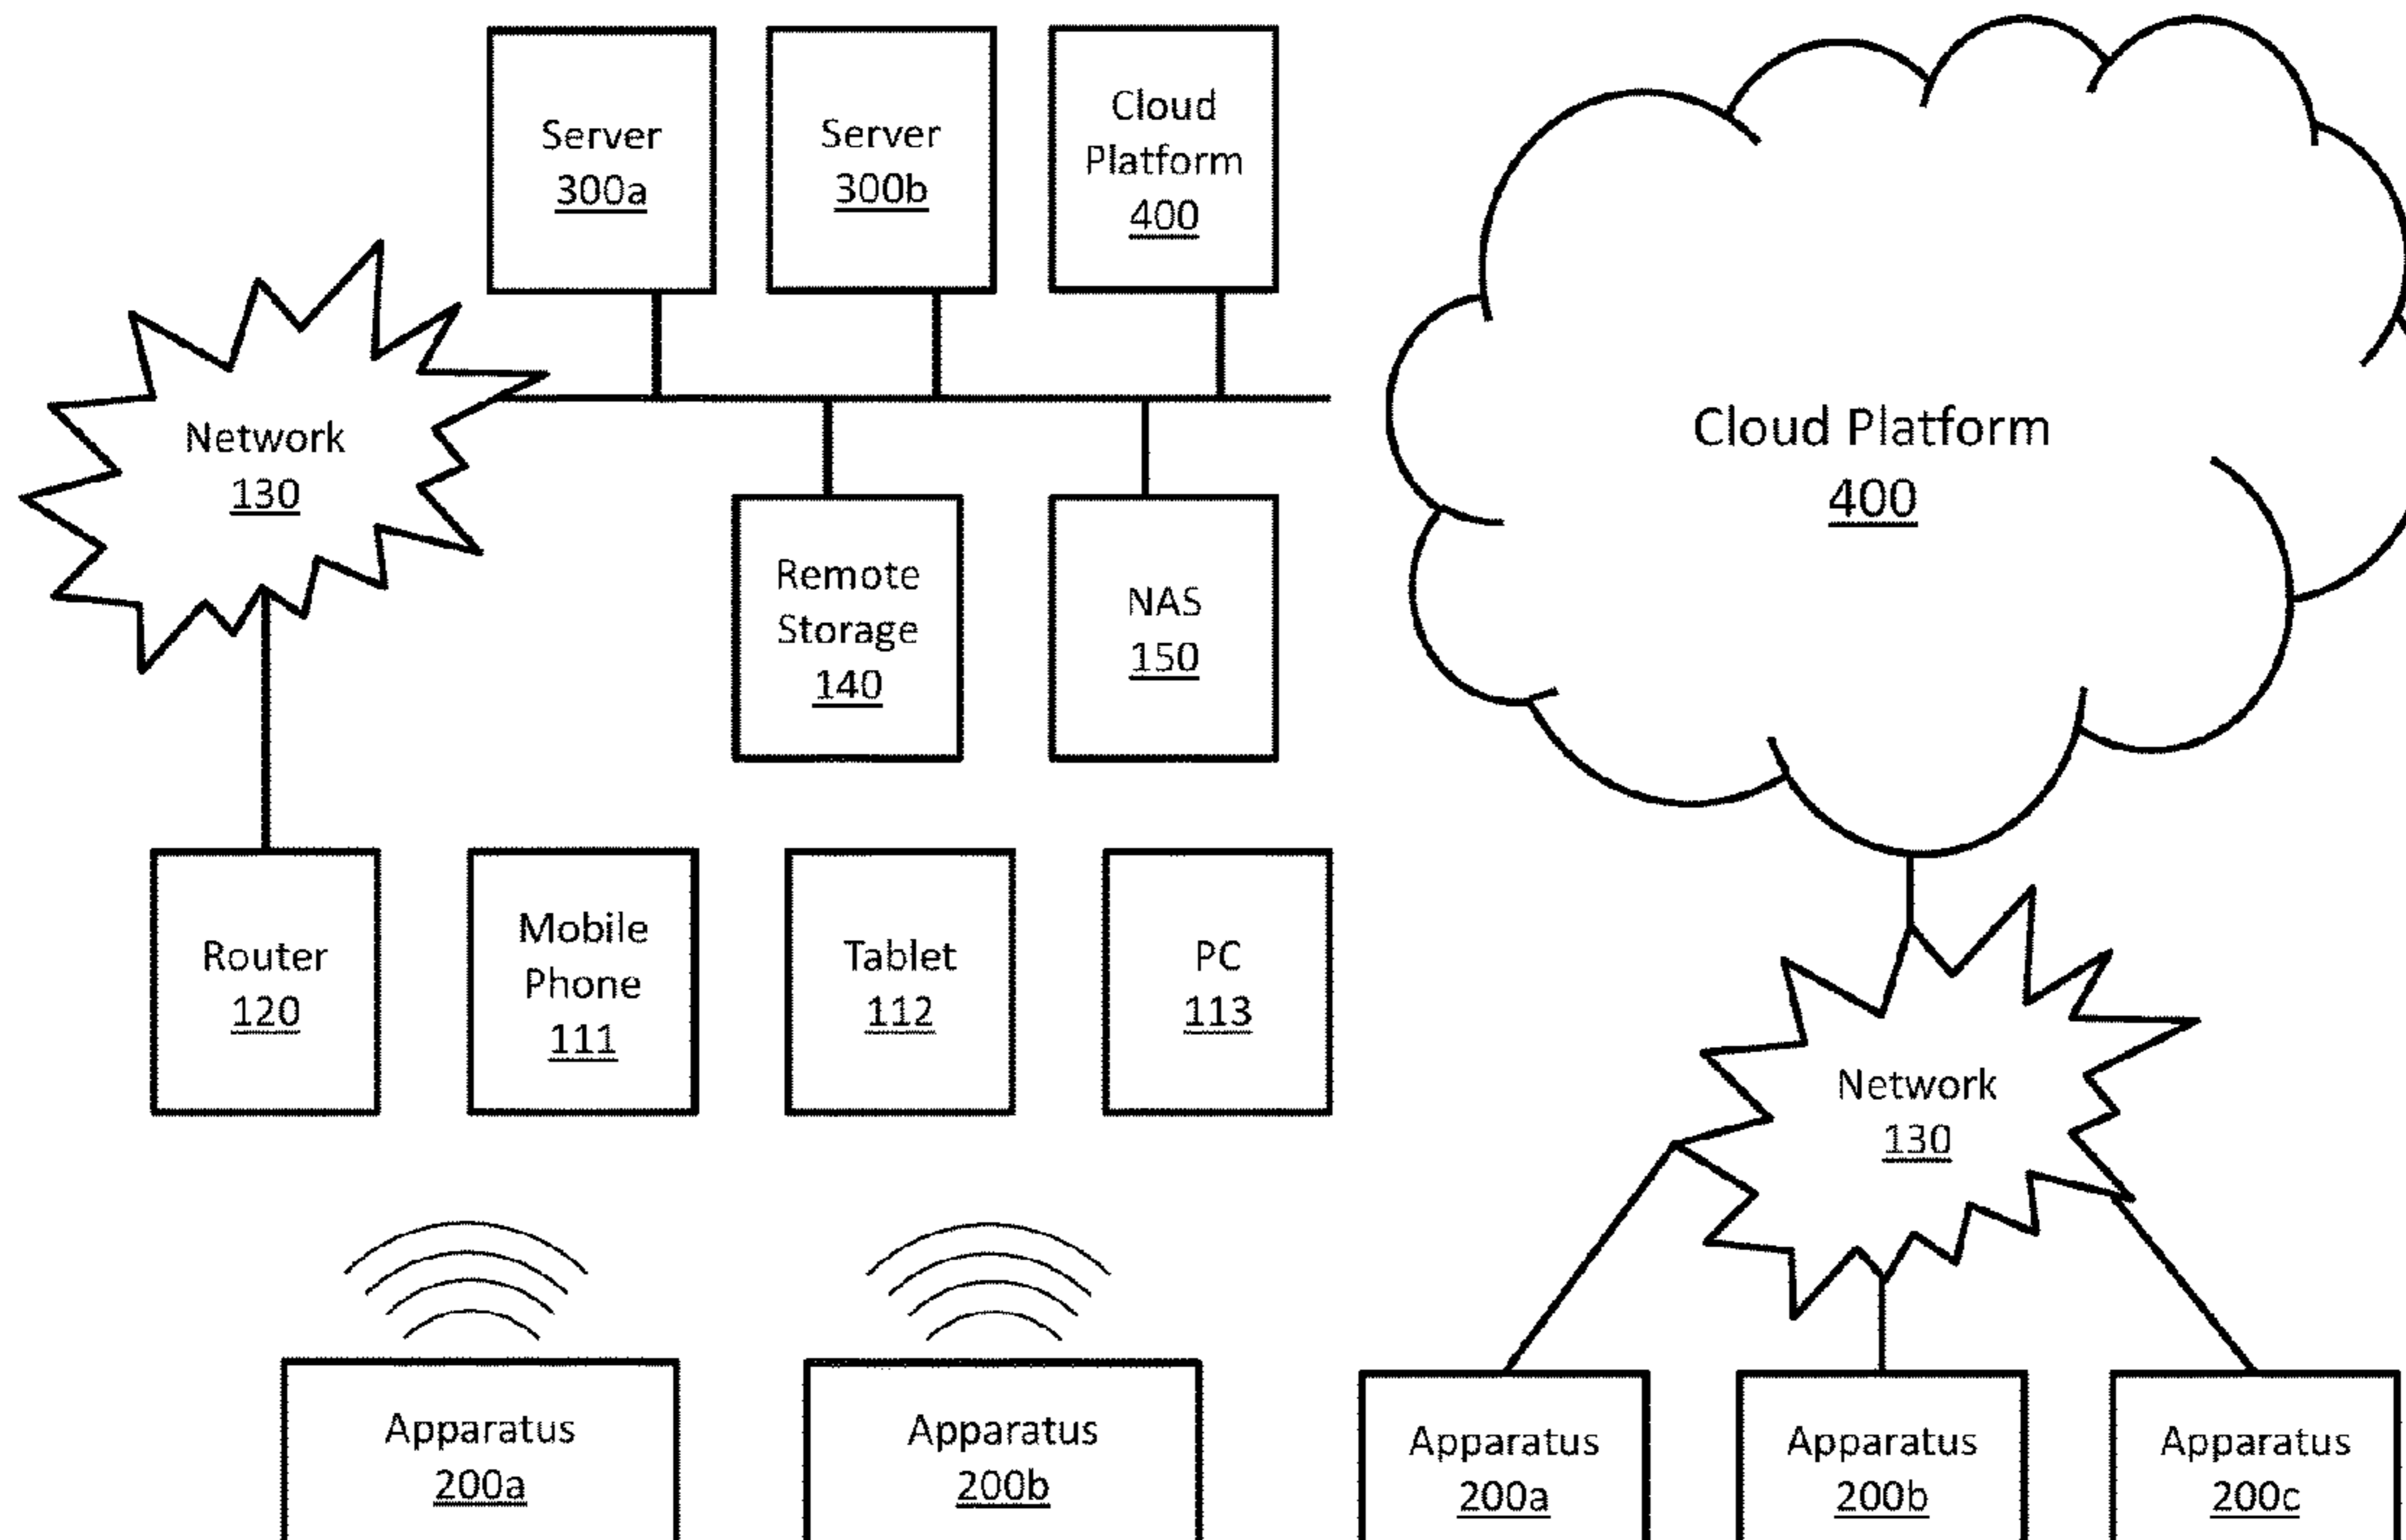 Server
300a
Server
300b
Cloud
Platform
400
Network
130
Remote
Storage
140
NAS
150
Router
120
Mobile
Phone
111
Tablet
112
PC
113
Apparatus
200a
Apparatus
200b
Cloud Platform
400
Network
130
Apparatus
200a
Apparatus
200b
Apparatus
200c